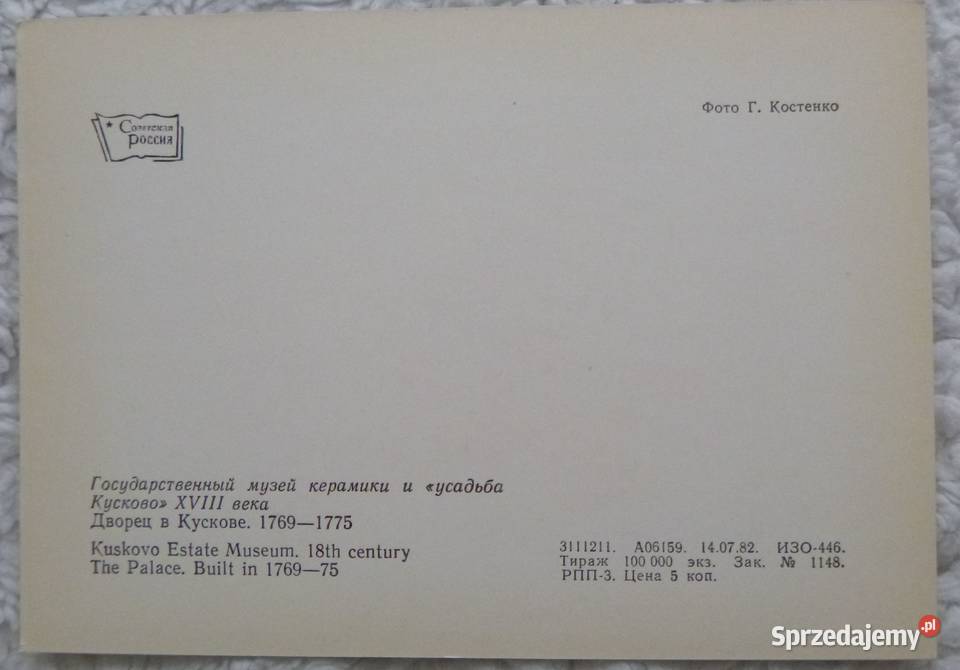 Советская
Россия
Фото Г. Костенко
Государственный музей керамики и «усадьба
Кусково» XVIII века
Дворец в Кускове. 1769—1775
Kuskovo Estate Museum. 18th century
The Palace. Built in 1769—75
3111211. А06159. 14.07.82. ИЗО-446.
Тираж 100 000 экз. Зак. № 1148.
РПП-3. Цена 5 коп.
Sprzedajemy.pl